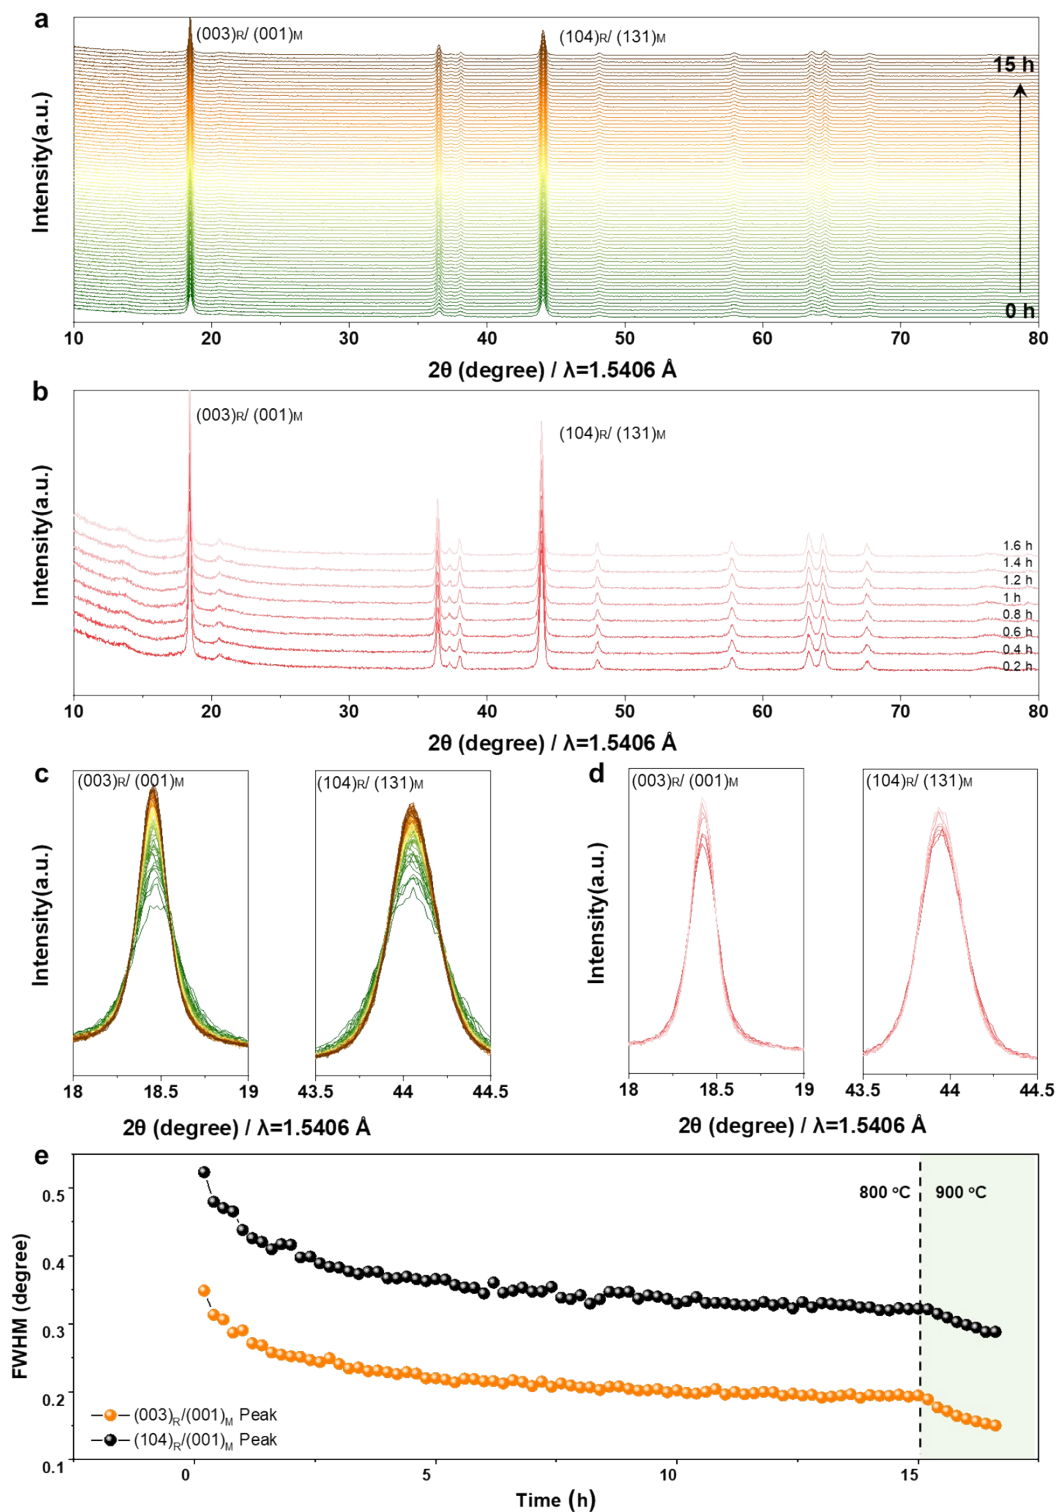 a
(003)R/ (001)M
(104)R/ (131)M
15 h
0 h
Intensity(a.u.)
10 20 30 40 50 60 70 80
2θ (degree) / λ=1.5406 Å
b
(003)R/ (001)M
(104)R/ (131)M
1.6 h
1.4 h
1.2 h
1 h
0.8 h
0.6 h
0.4 h
0.2 h
Intensity(a.u.)
10 20 30 40 50 60 70 80
2θ (degree) / λ=1.5406 Å
c
(003)R/ (001)M
(104)R/ (131)M
Intensity(a.u.)
18 18.5 19
43.5 44 44.5
2θ (degree) / λ=1.5406 Å
d
(003)R/ (001)M
(104)R/ (131)M
Intensity(a.u.)
18 18.5 19
43.5 44 44.5
2θ (degree) / λ=1.5406 Å
e
800 °C
900 °C
FWHM (degree)
0.5
0.4
0.3
0.2
0.1
(003)R/(001)M Peak
(104)R/(001)M Peak
0 5 10 15
Time (h)